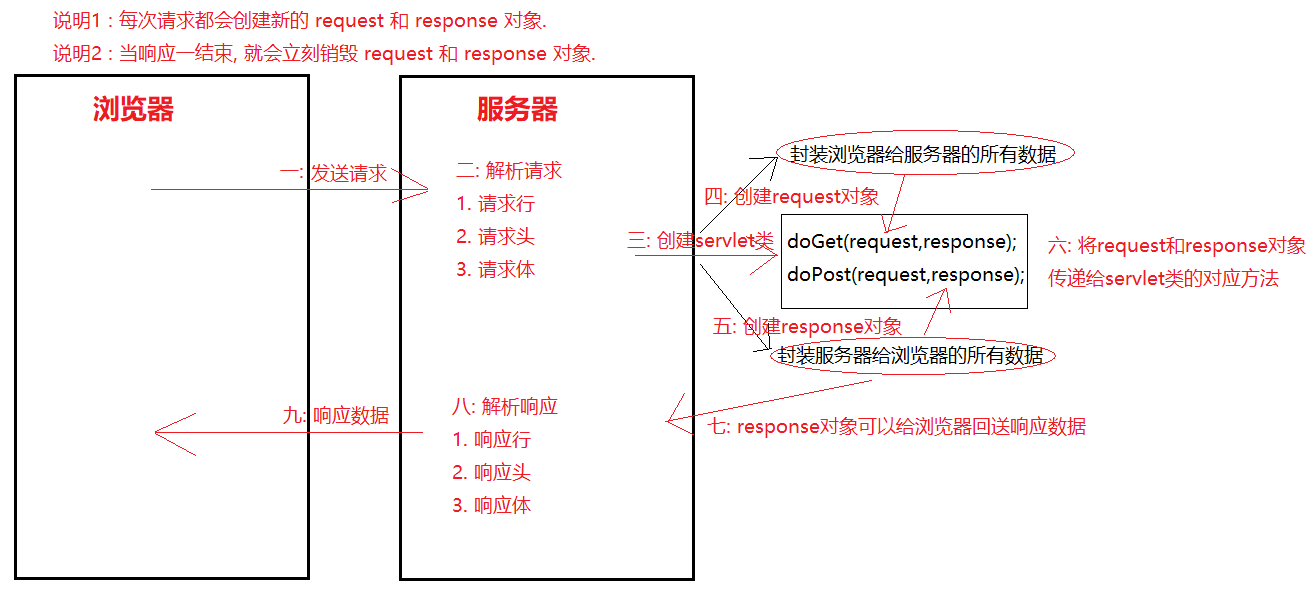 说明1 : 每次请求都会创建新的 request 和 response 对象.
说明2 : 当响应一结束, 就会立刻销毁 request 和 response 对象.
浏览器
服务器
一: 发送请求
二: 解析请求
1. 请求行
2. 请求头
3. 请求体
三: 创建servlet类
四: 创建request对象
封装浏览器给服务器的所有数据
doGet(request,response);
doPost(request,response);
五: 创建response对象
封装服务器给浏览器的所有数据
六: 将request和response对象
传递给servlet类的对应方法
七: response对象可以给浏览器回送响应数据
八: 解析响应
1. 响应行
2. 响应头
3. 响应体
九: 响应数据